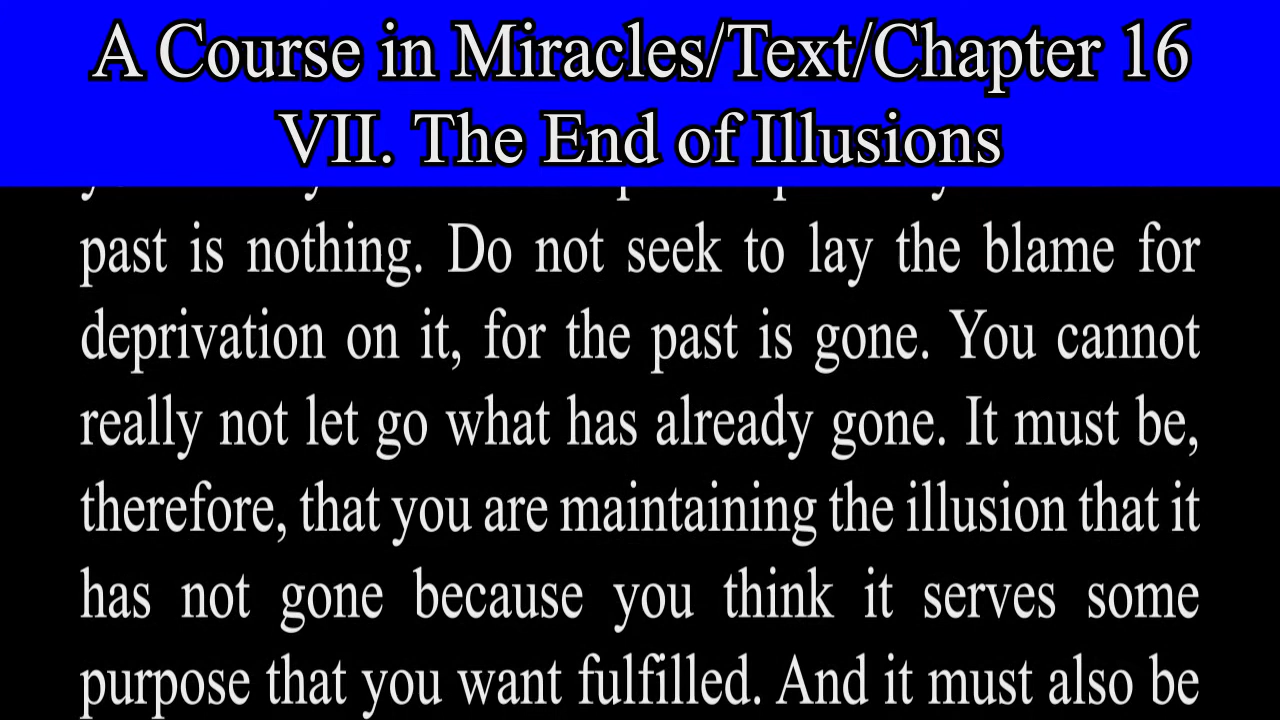 A Course in Miracles/Text/Chapter 16
VII. The End of Illusions
past is nothing. Do not seek to lay the blame for
deprivation on it, for the past is gone. You cannot
really not let go what has already gone. It must be,
therefore, that you are maintaining the illusion that it
has not gone because you think it serves some
purpose that you want fulfilled. And it must also be